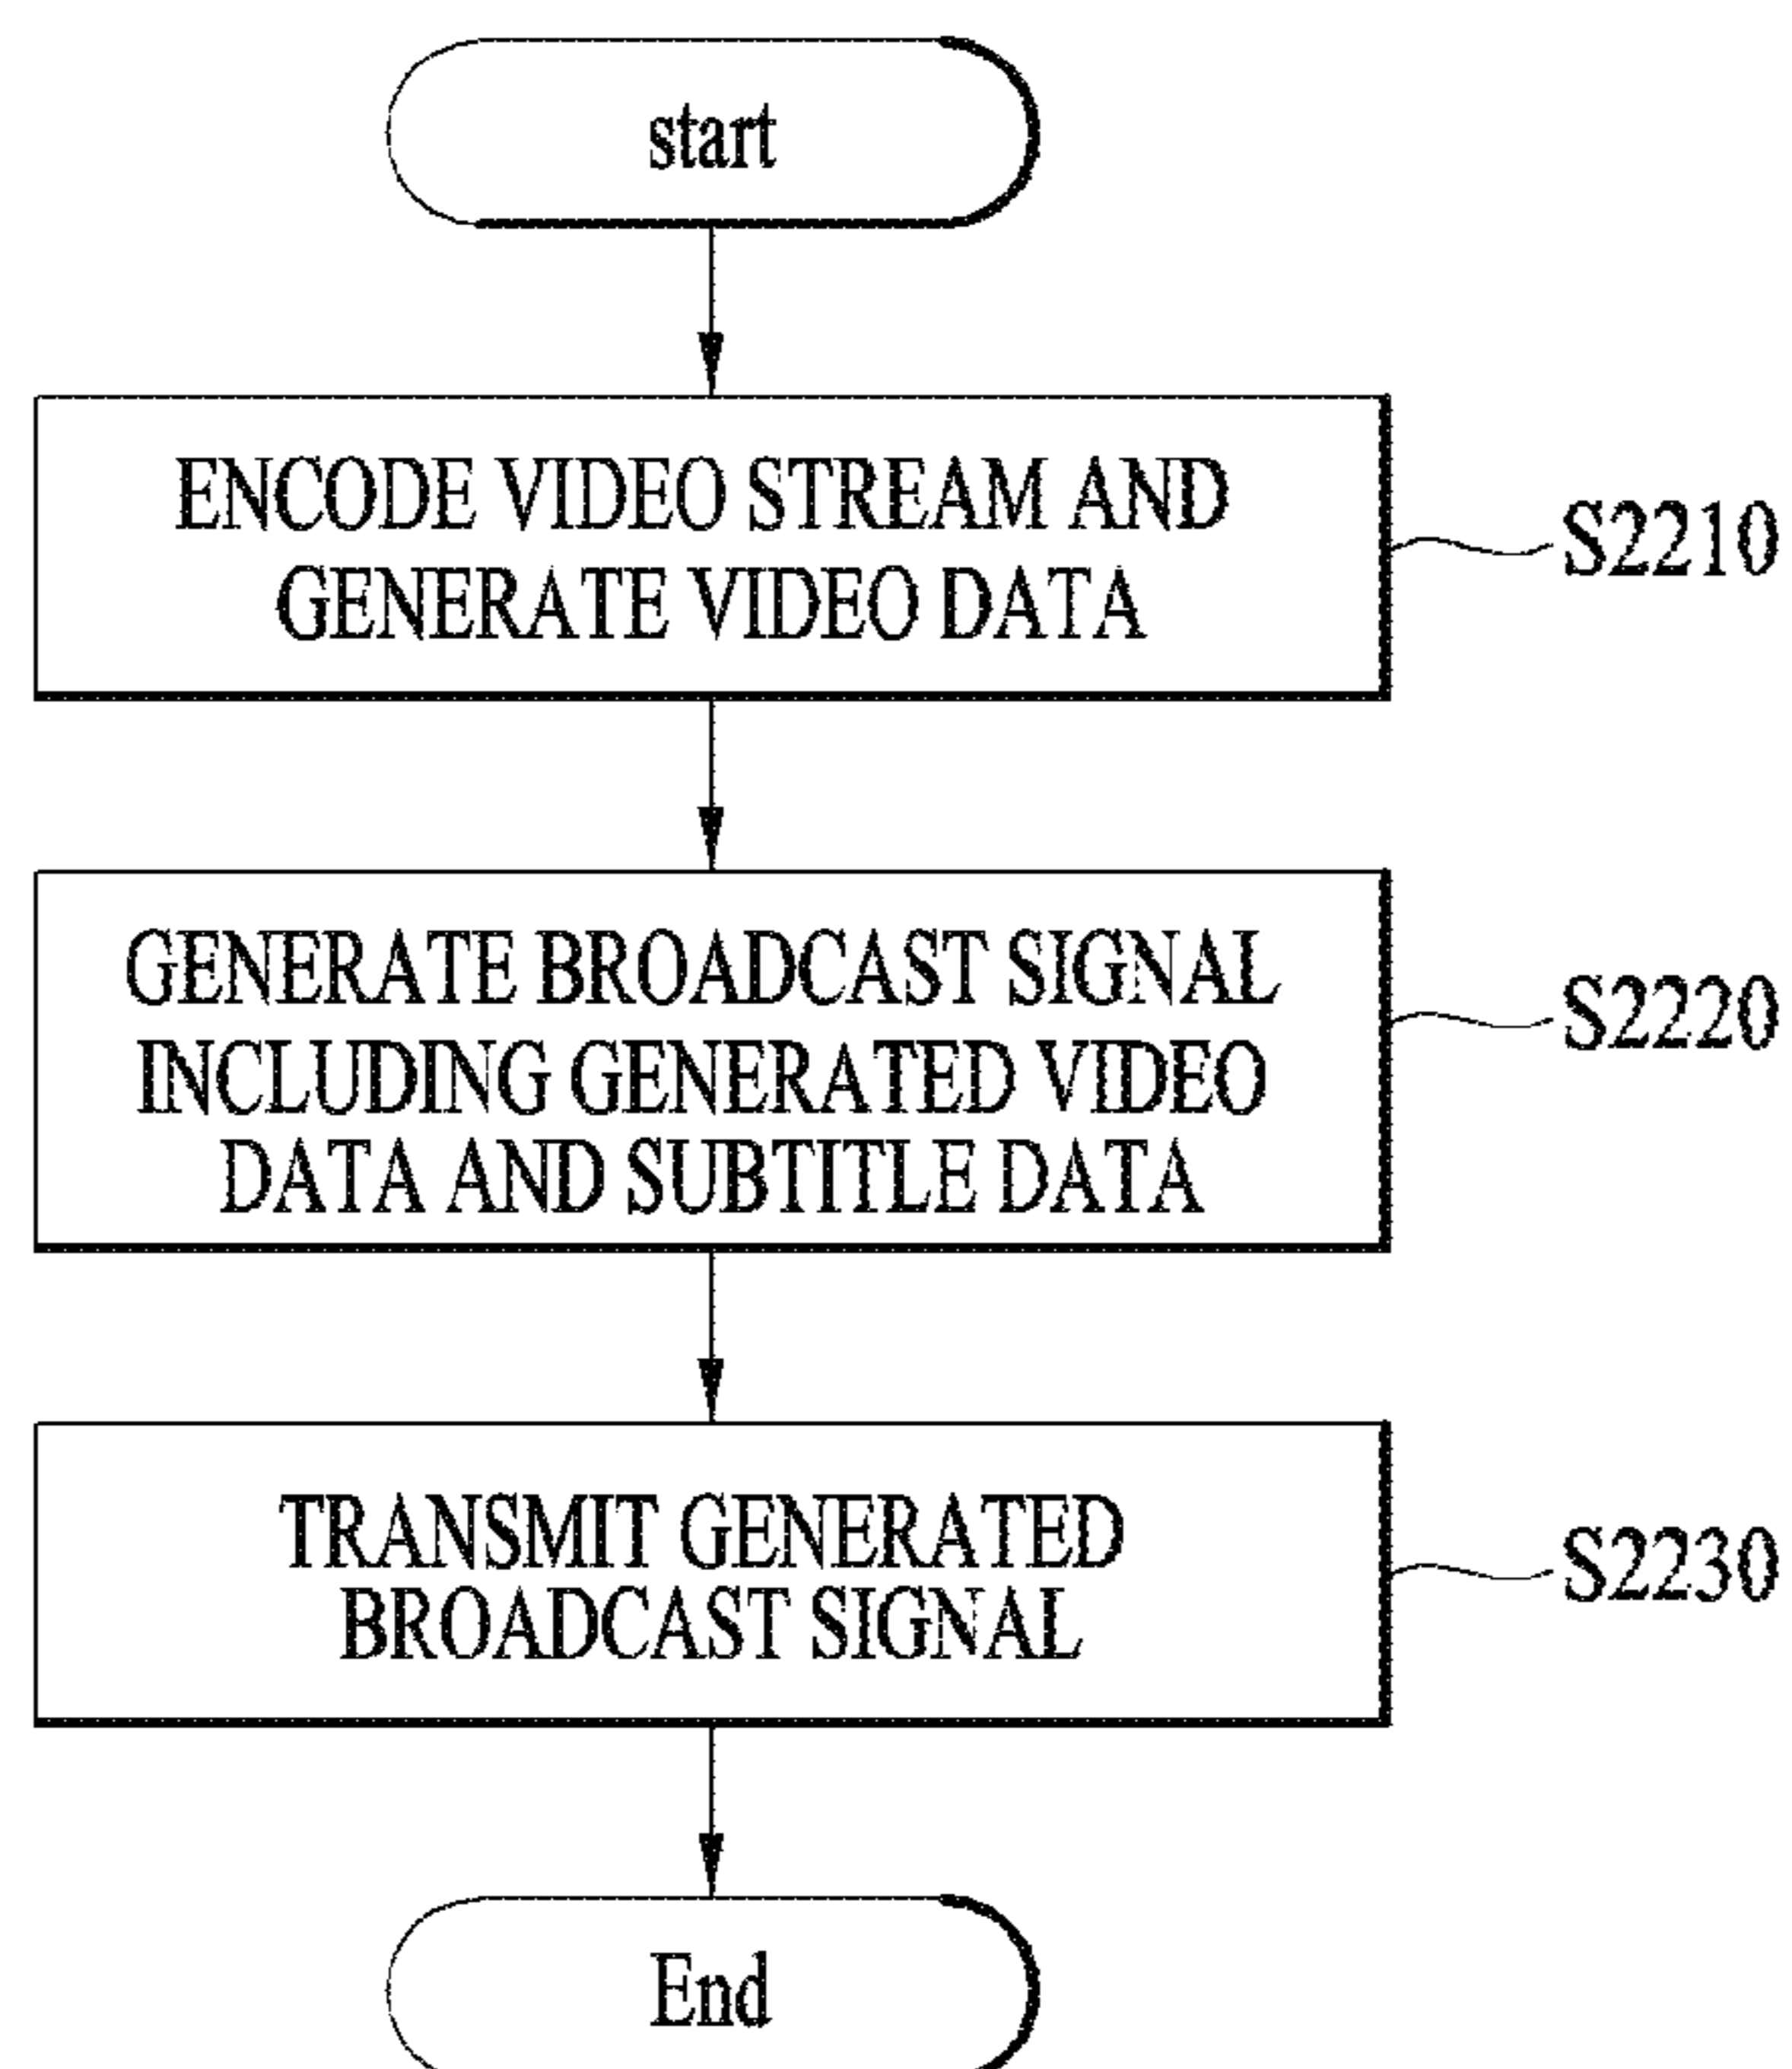 start
ENCODE VIDEO STREAM AND
GENERATE VIDEO DATA
S2210
GENERATE BROADCAST SIGNAL
INCLUDING GENERATED VIDEO
DATA AND SUBTITLE DATA
S2220
TRANSMIT GENERATED
BROADCAST SIGNAL
S2230
End